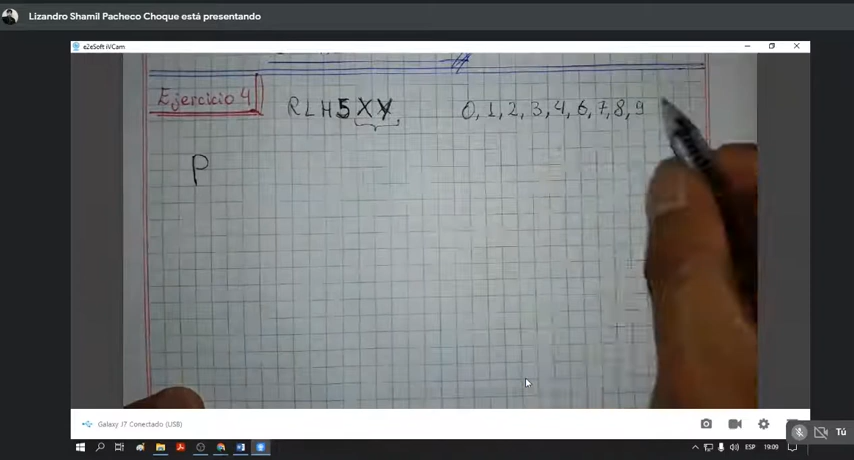 Lizandro Shamil Pacheco Choque está presentando
e2eSoft iVCam
Ejercicio 4
RLH5XY
0, 1, 2, 3, 4, 6, 7, 8, 9
P
Galaxy J7 Conectado (USB)
Tú
ESP
19:09